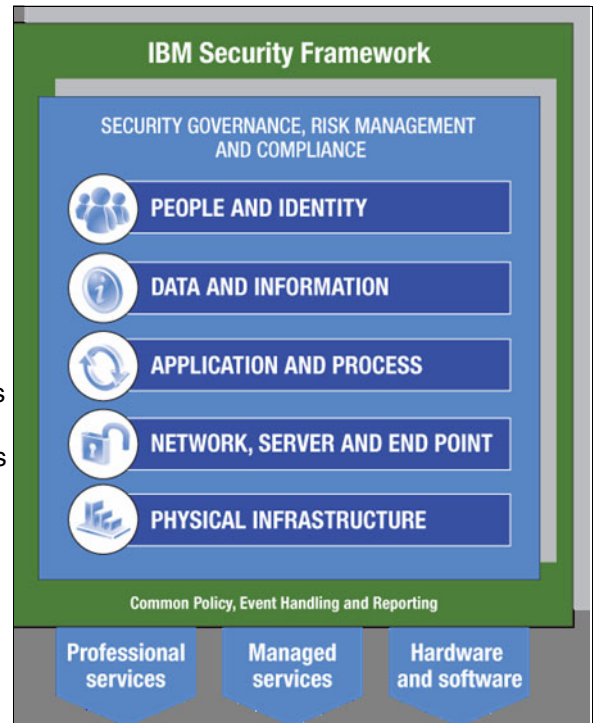 IBM Security Framework
SECURITY GOVERNANCE, RISK MANAGEMENT
AND COMPLIANCE
PEOPLE AND IDENTITY
DATA AND INFORMATION
APPLICATION AND PROCESS
s
NETWORK, SERVER AND END POINT
s
PHYSICAL INFRASTRUCTURE
Common Policy, Event Handling and Reporting
Professional
services
Managed
services
Hardware
and software